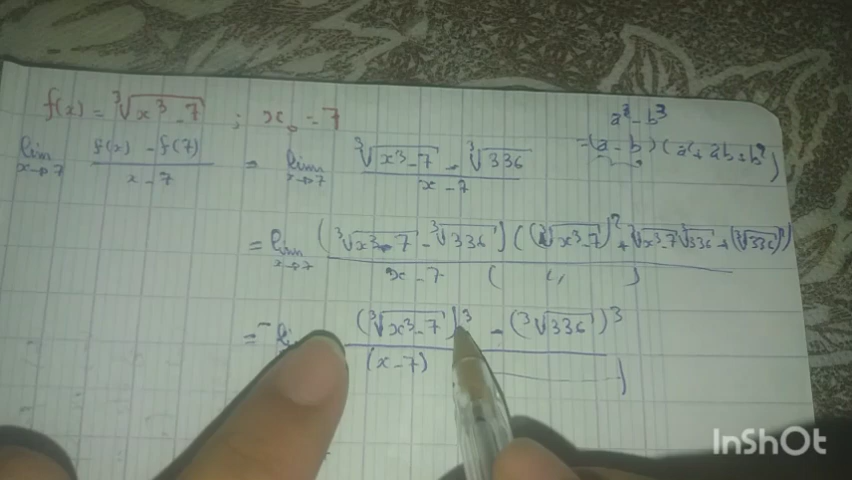 f(x) = ∛(x³-7) ; x₀ = 7
a³ - b³
= (a - b) (a² + ab + b²)
lim x→7 (f(x) - f(7))/(x - 7) = lim x→7 (∛(x³-7) - ∛336)/(x - 7)
= lim x→7 ((∛(x³-7) - ∛336) ((∛(x³-7))² + ∛(x³-7) ∛336 + (∛336)²))/(x - 7 ( ,, ))
= (∛(x³-7))³ - (∛336)³ / (x-7)
InShOt